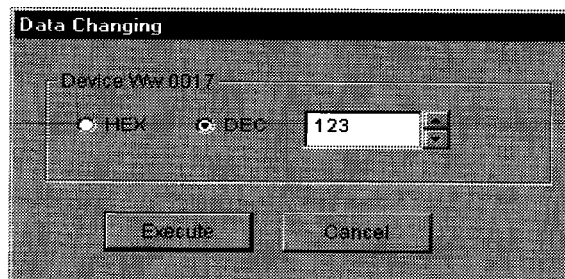 Data Changing
Device Ww 0017
HEX DEC 123
Execute Cancel